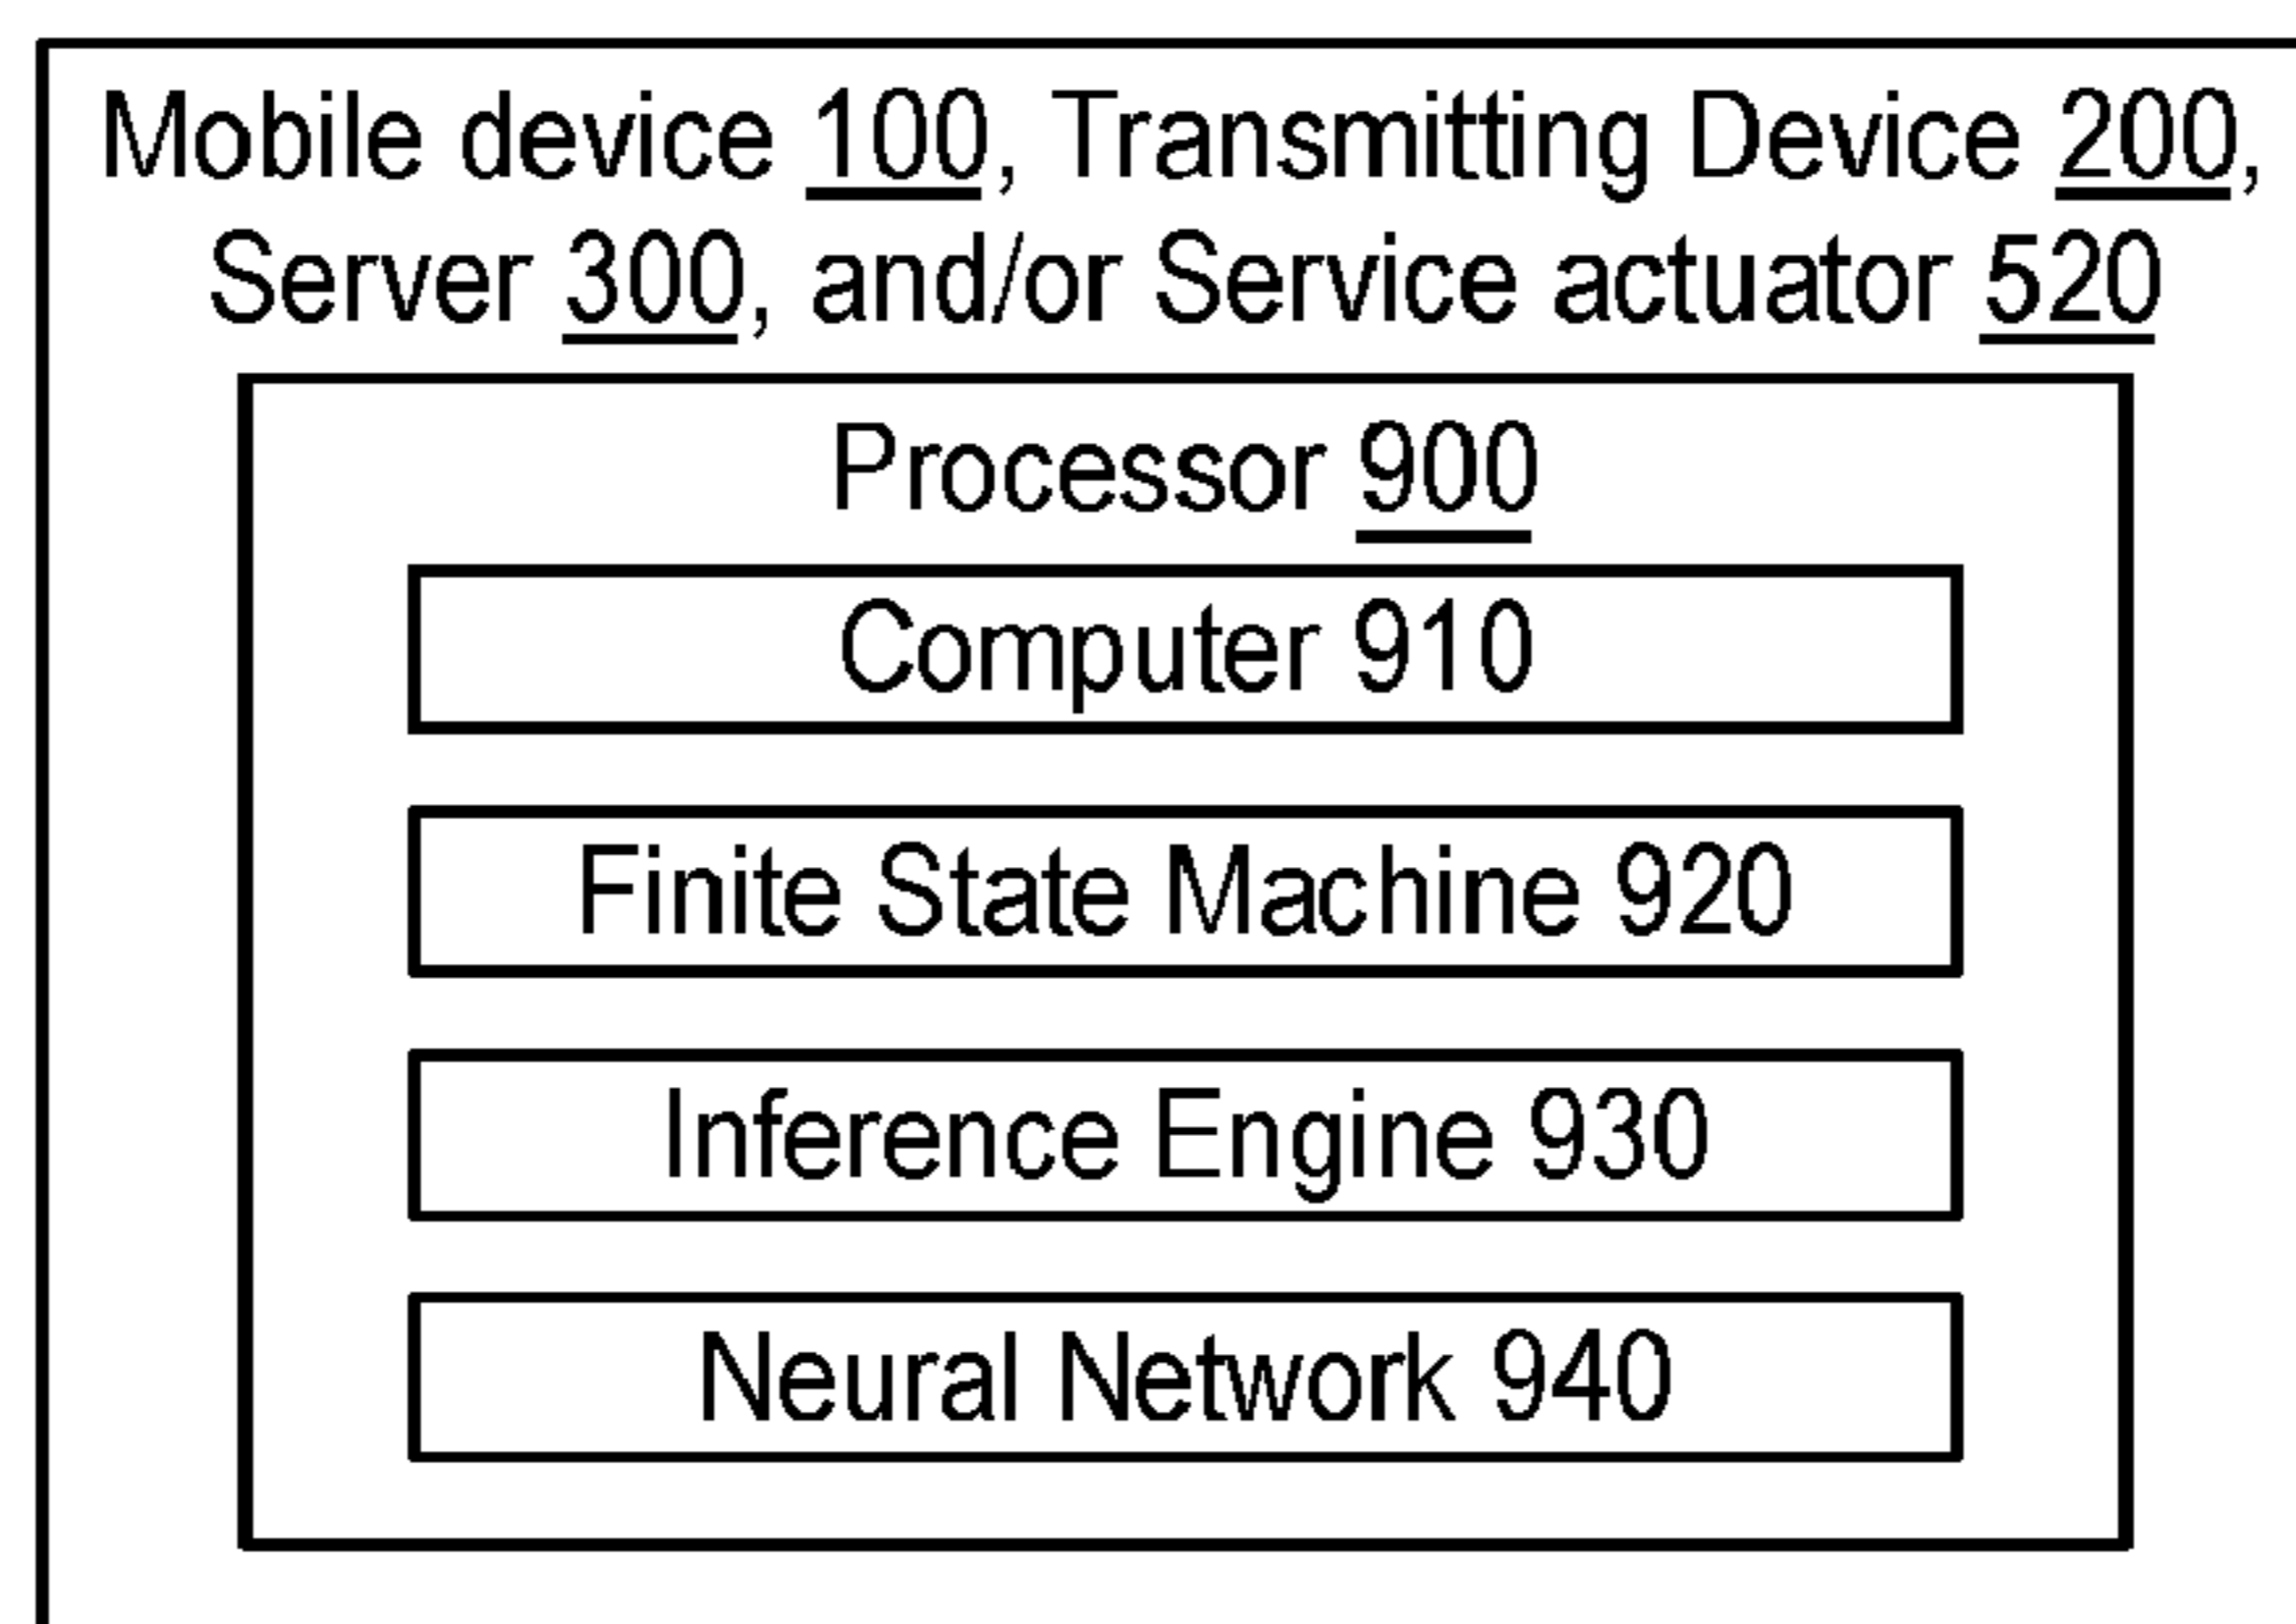 Mobile device 100, Transmitting Device 200,
Server 300, and/or Service actuator 520
Processor 900
Computer 910
Finite State Machine 920
Inference Engine 930
Neural Network 940